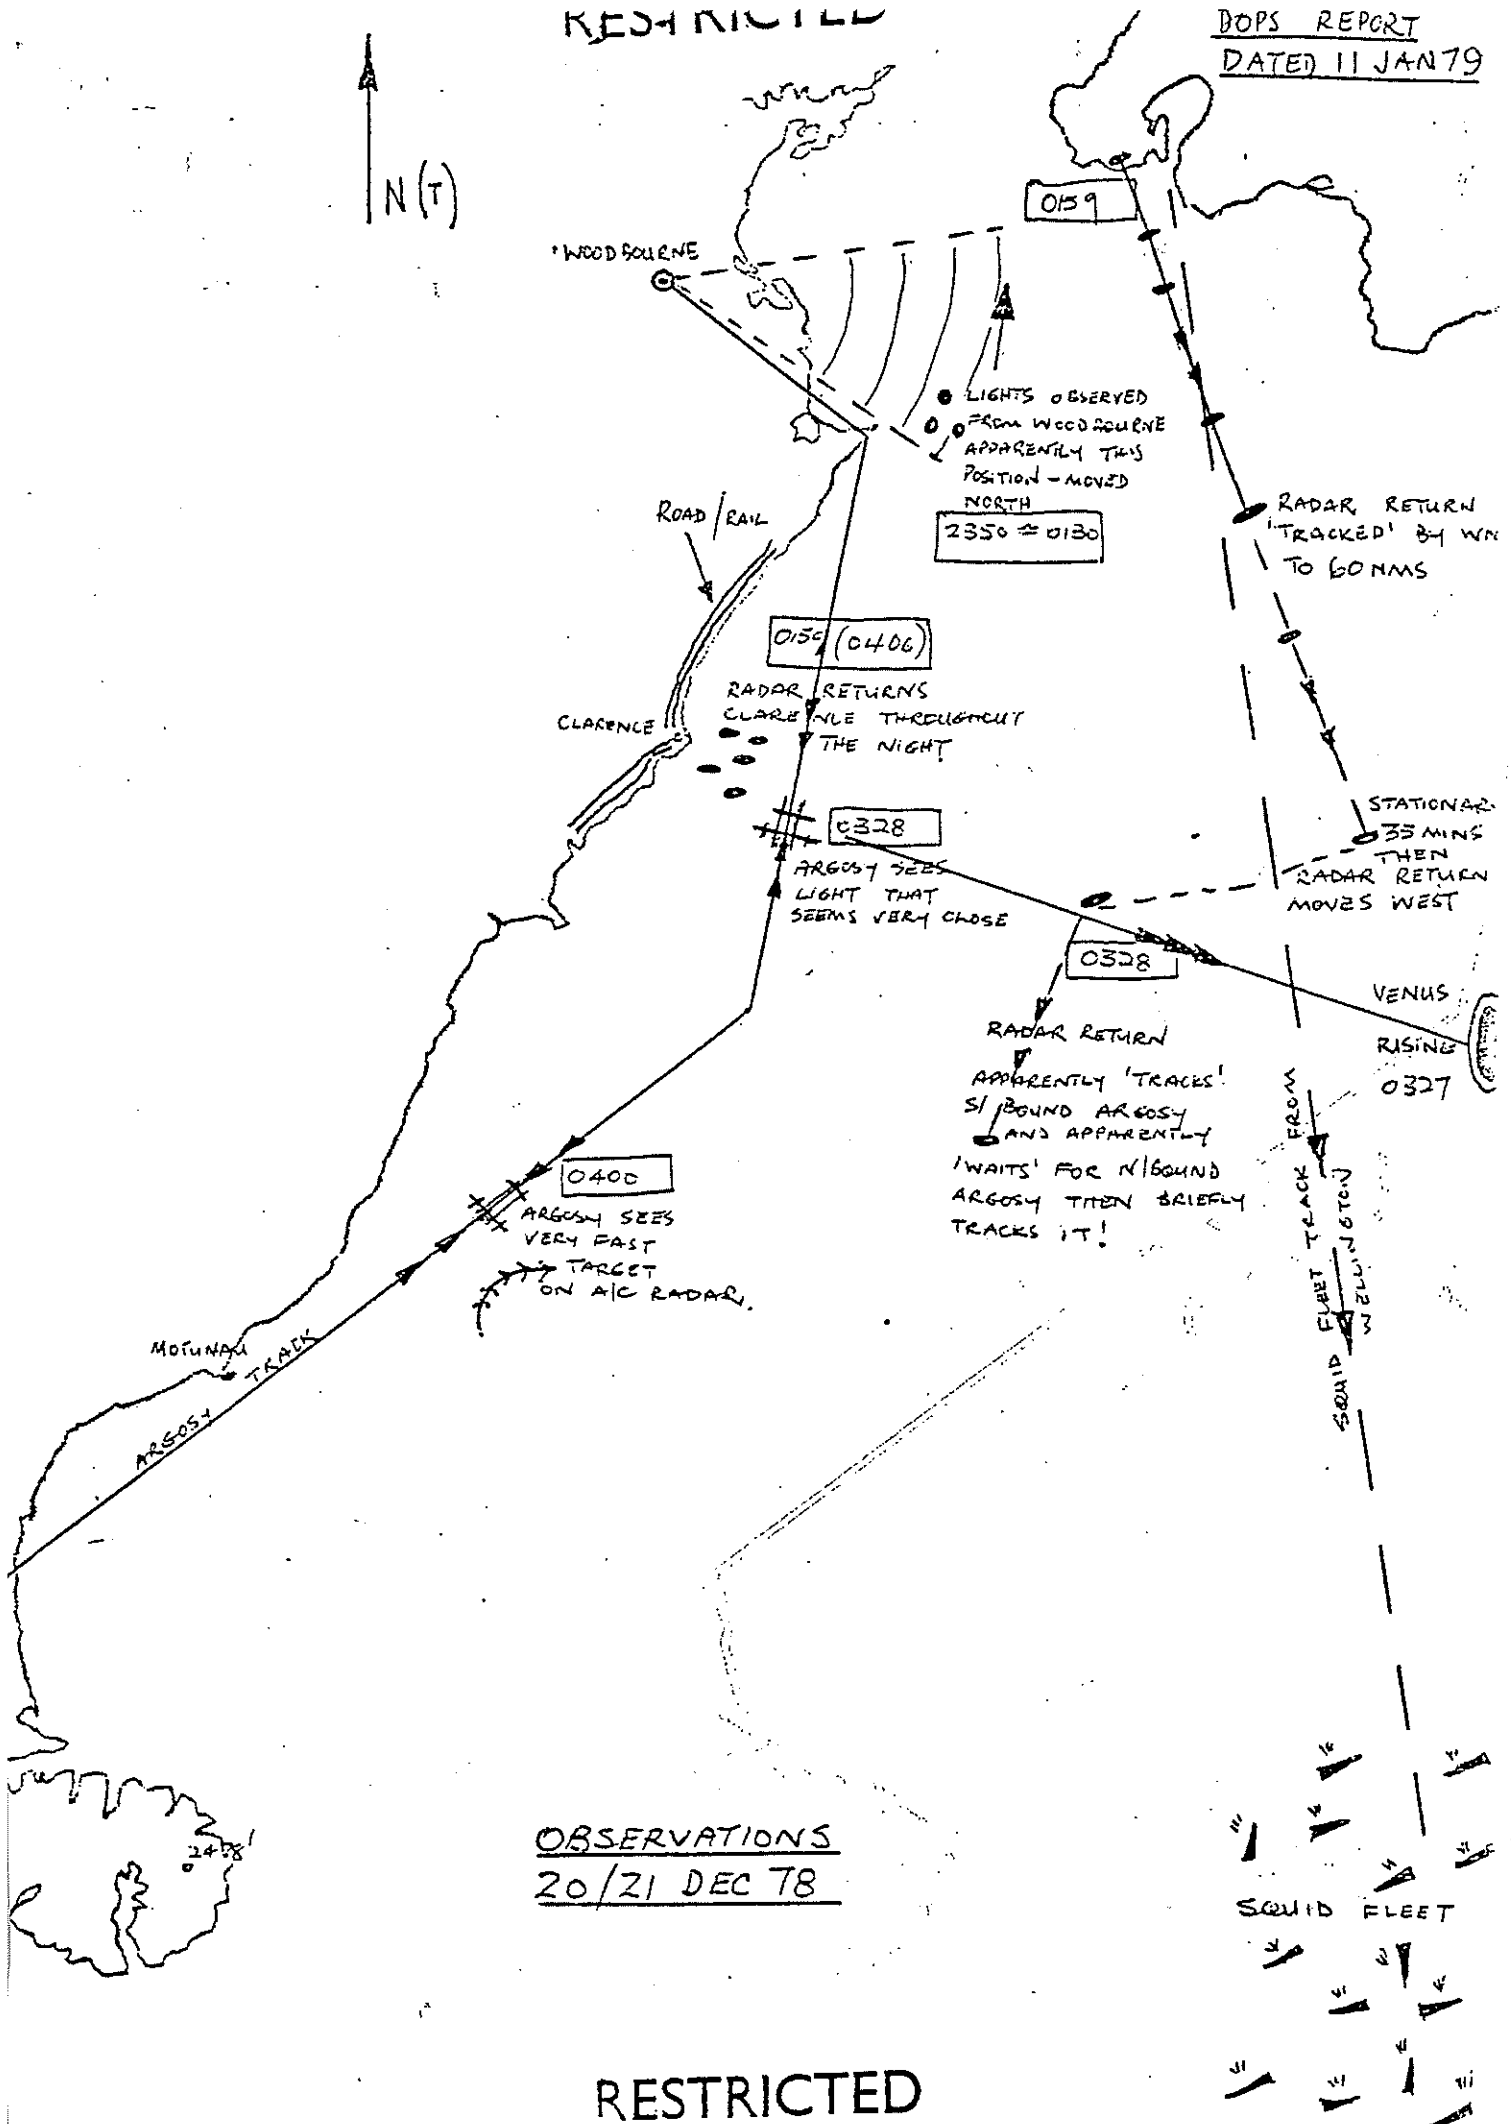 RESTRICTED
DOPS REPORT
DATED 11 JAN 79
N (T)
0159
WOODBOURNE
LIGHTS OBSERVED
FROM WOODBOURNE
APPARENTLY THIS
POSITION - MOVED
NORTH
2350 ≏ 0130
ROAD/RAIL
RADAR RETURN
'TRACKED' BY WN
TO 60 NMS
(0406)
RADAR RETURNS
CLARENCE THROUGHOUT
THE NIGHT
CLARENCE
0328
ARGOSY SEES
LIGHT THAT
SEEMS VERY CLOSE
STATIONAR
35 MINS
THEN
RADAR RETURN
MOVES WEST
0328
RADAR RETURN
APPARENTLY 'TRACKS'
S/BOUND ARGOSY
AND APPARENTLY
'WAITS' FOR N/BOUND
ARGOSY THEN BRIEFLY
TRACKS IT!
VENUS
RISING
0327
0400
ARGOSY SEES
VERY FAST
TARGET
ON A/C RADAR.
MOTUNAU
ARGOSY TRACK
SQUID FLEET TRACK FROM
WELLINGTON
2478'
OBSERVATIONS
20/21 DEC 78
SQUID FLEET
RESTRICTED